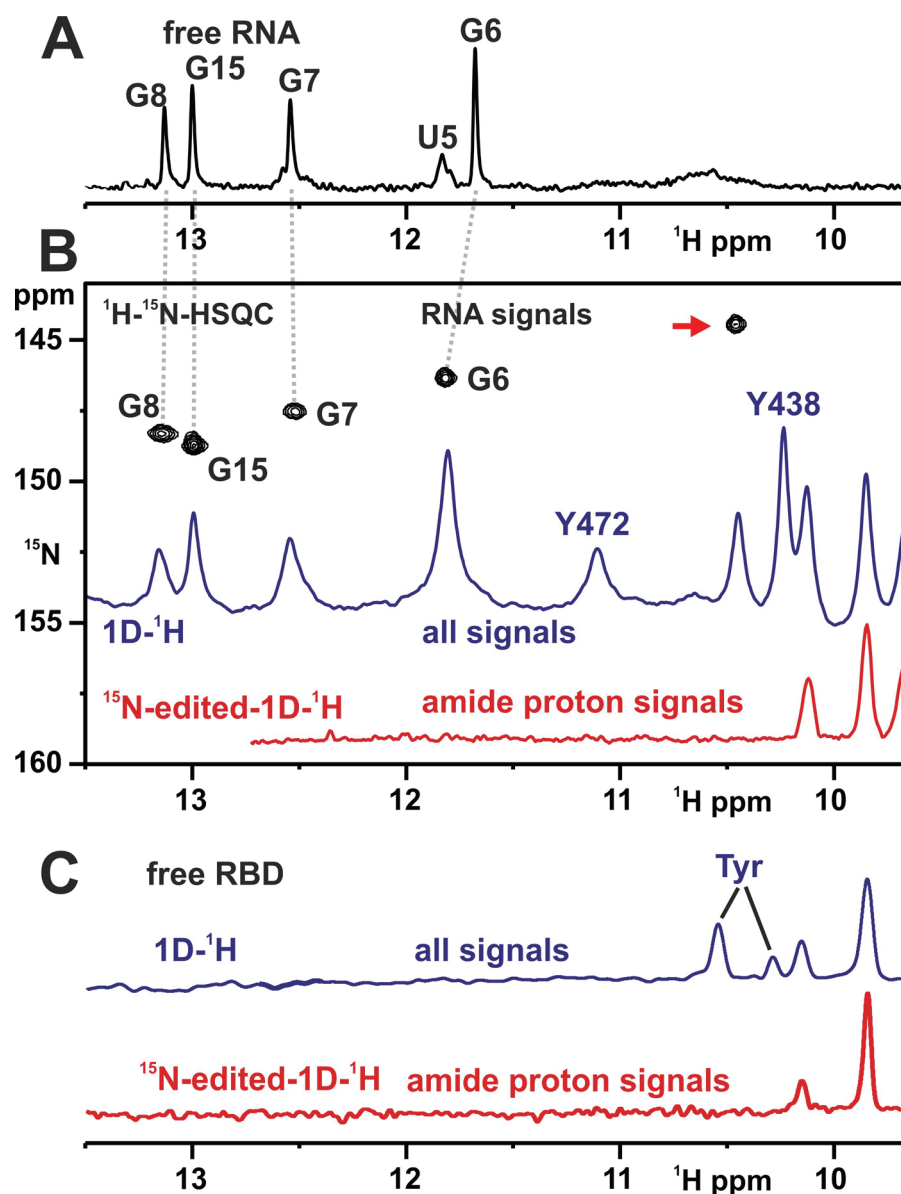 A
free RNA
G8
G15
G7
U5
G6
13
12
11
¹H ppm
10
B
ppm
¹H-¹⁵N-HSQC
RNA signals
145
G8
G15
G7
G6
Y438
150
¹⁵N
Y472
155
1D-¹H
all signals
¹⁵N-edited-1D-¹H
amide proton signals
160
13
12
11
¹H ppm
10
C
free RBD
Tyr
1D-¹H
all signals
¹⁵N-edited-1D-¹H
amide proton signals
13
12
11
¹H ppm
10